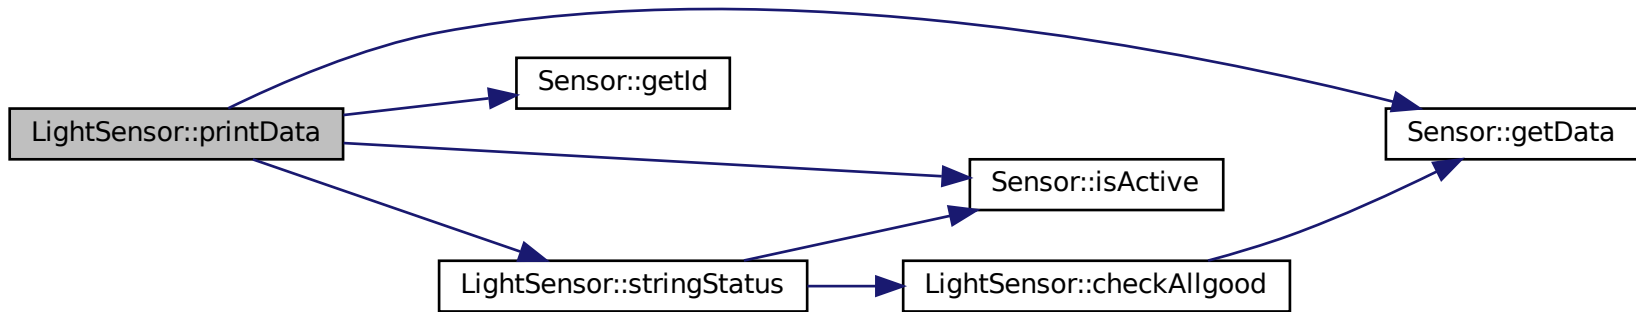 Sensor::getId
LightSensor::printData
Sensor::getData
Sensor::isActive
LightSensor::stringStatus
LightSensor::checkAllgood